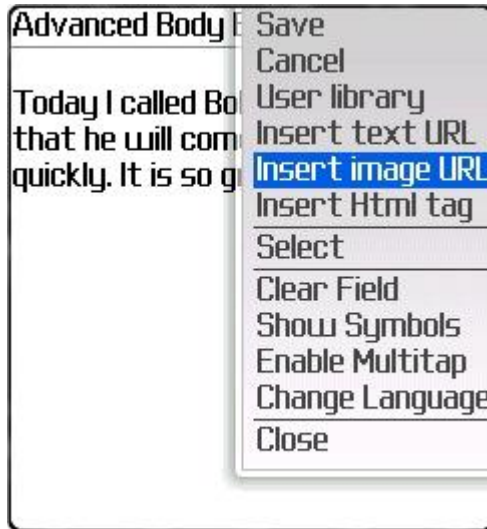 Advanced Body
Today I called
that he will
quickly. It is so
Save
Cancel
User library
Insert text URL
Insert image URL
Insert Html tag
Select
Clear Field
Show Symbols
Enable Multitap
Change Language
Close